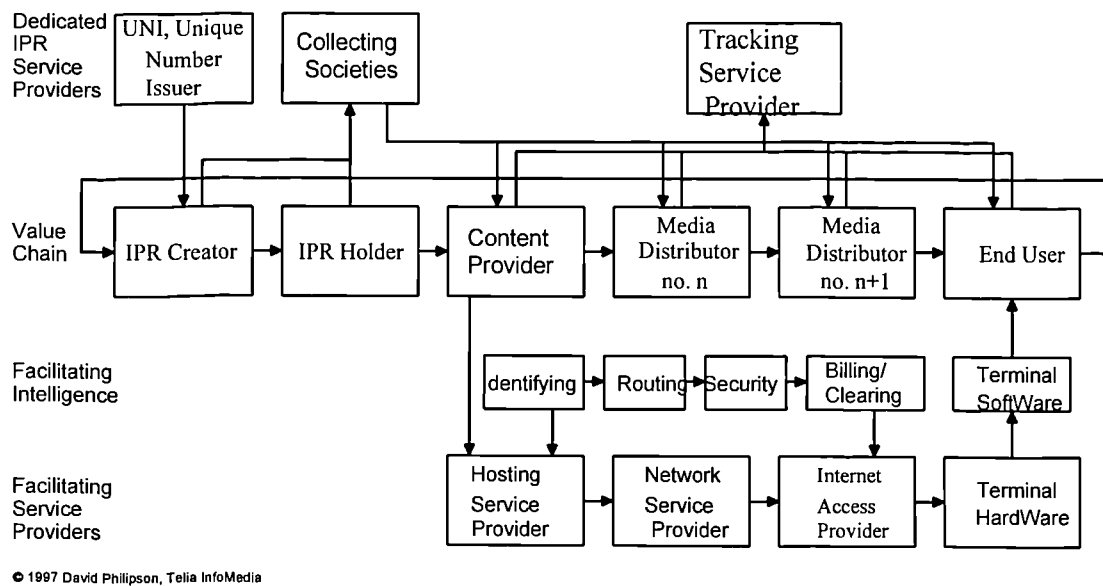 Dedicated
IPR
Service
Providers
UNI, Unique
Number
Issuer
Collecting
Societies
Tracking
Service
Provider
Value
Chain
IPR Creator
IPR Holder
Content
Provider
Media
Distributor
no. n
Media
Distributor
no. n+1
End User
Facilitating
Intelligence
dentifying
Routing
Security
Billing/
Clearing
Terminal
SoftWare
Facilitating
Service
Providers
Hosting
Service
Provider
Network
Service
Provider
Internet
Access
Provider
Terminal
HardWare
© 1997 David Philipson, Telia InfoMedia